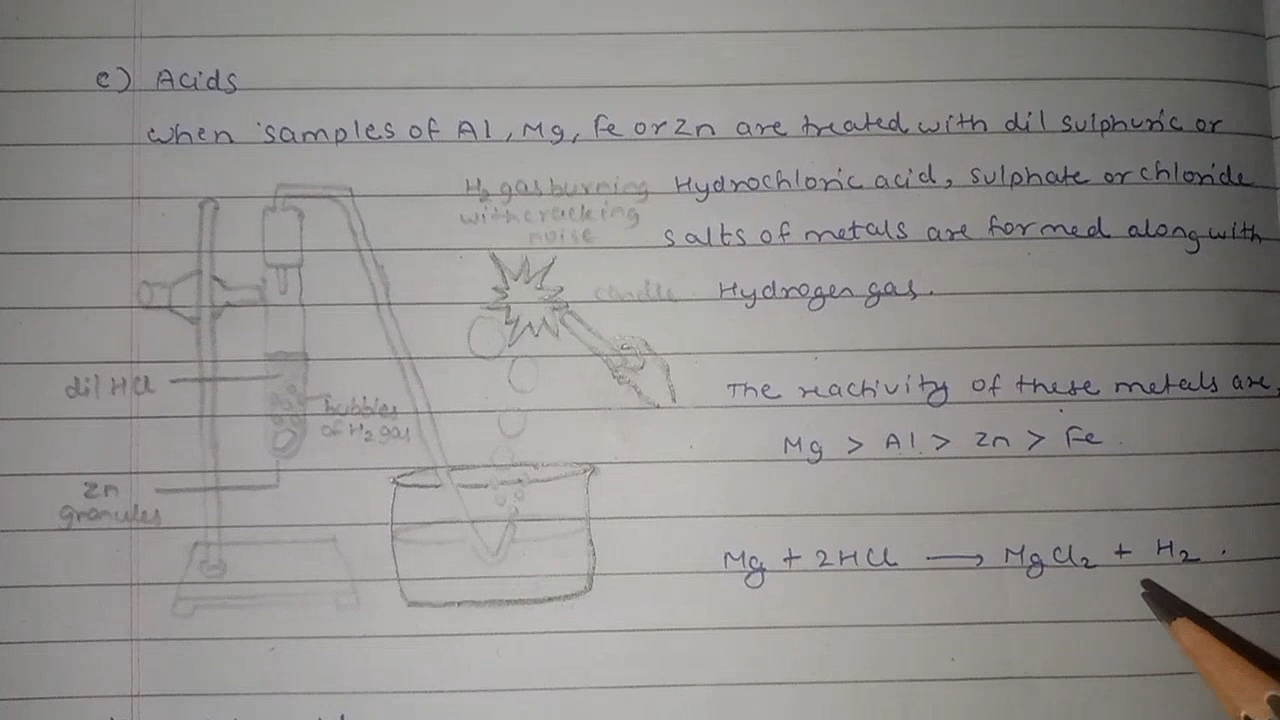 c) Acids
when samples of Al, Mg, Fe or Zn are treated with dil sulphuric or
Hydrochloric acid, sulphate or chloride
salts of metals are formed along with
Hydrogen gas.
H₂ gas burning
with cracking
noise
candle
dil HCl
bubbles
of H₂ gas
Zn
granules
The reactivity of these metals are,
Mg > Al > Zn > Fe.
Mg + 2HCl → MgCl₂ + H₂.